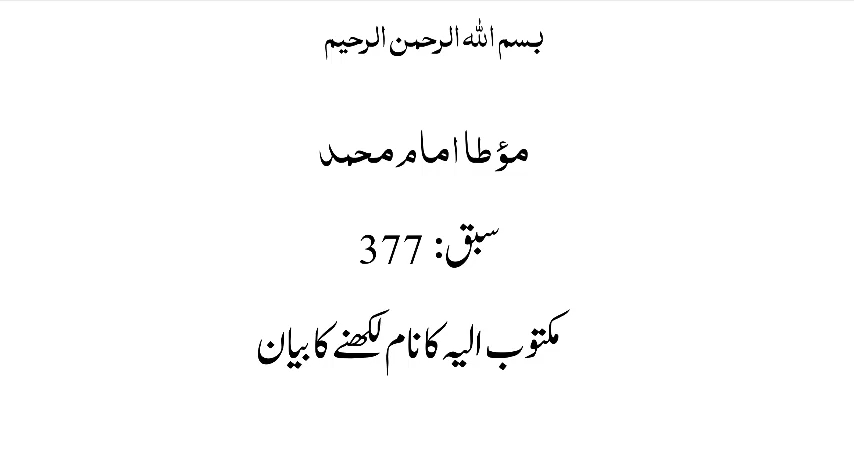 بسم اللہ الرحمن الرحیم
مؤطا امام محمد
سبق: 377
مکتوب الیہ کا نام لکھنے کا بیان